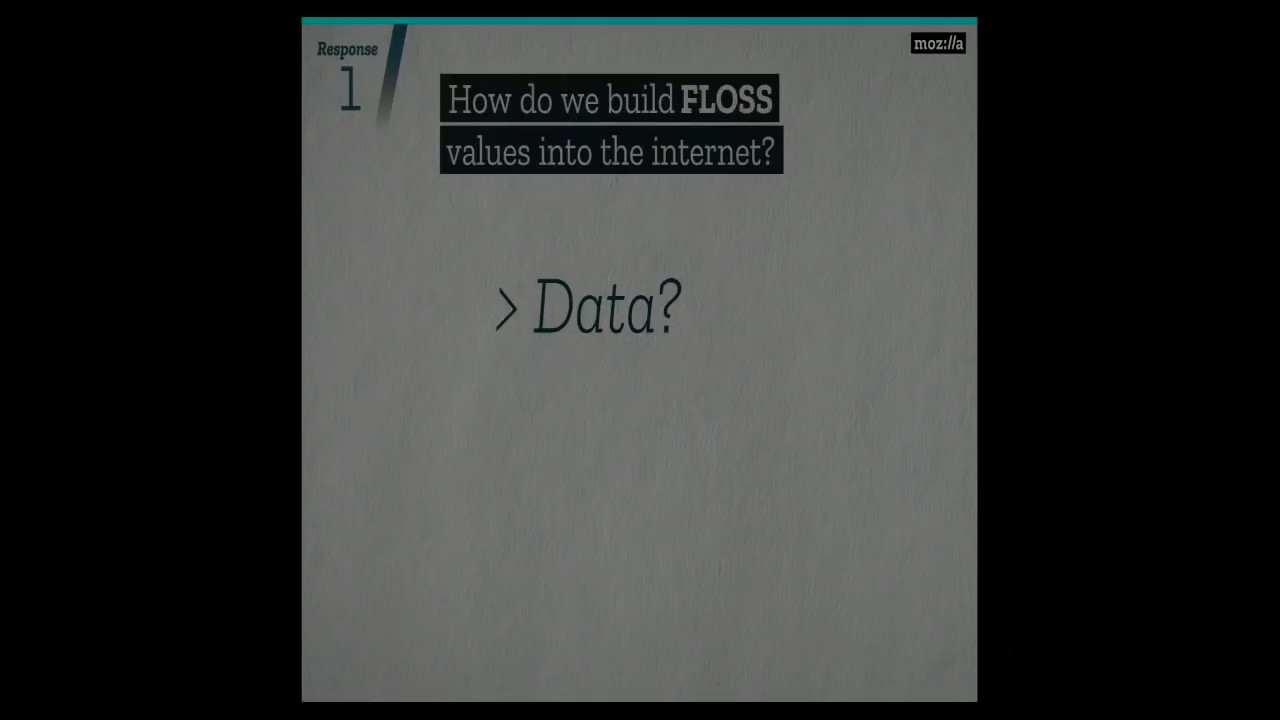 Response
1
moz://a
How do we build FLOSS
values into the internet?
> Data?